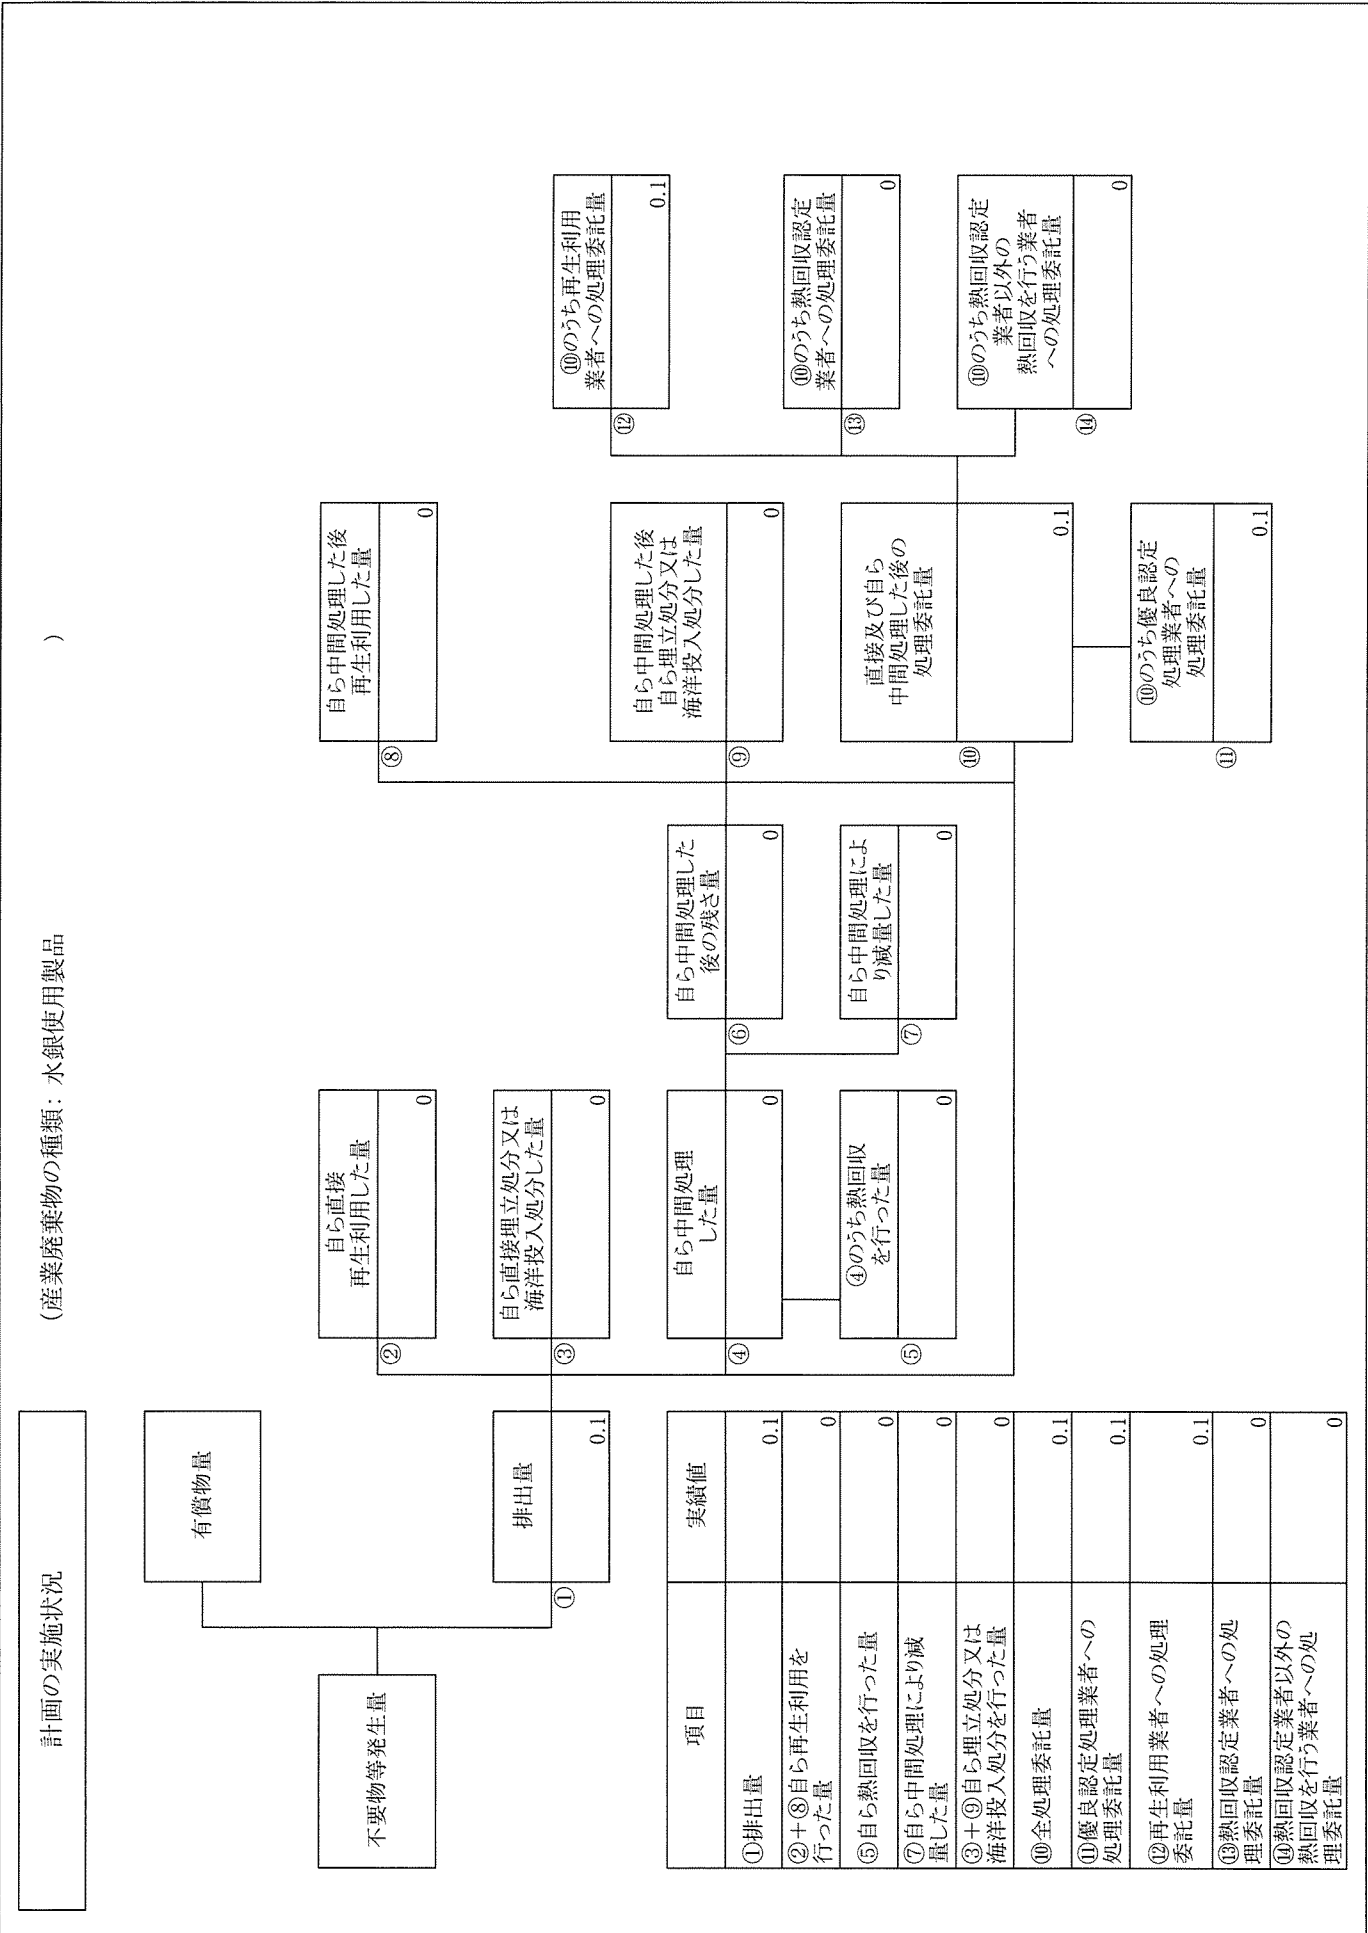 計画の実施状況
(産業廃棄物の種類：水銀使用製品
)
不要物等発生量
有償物量
①
排出量
0.1
②
自ら直接
再生利用した量
0
③
自ら直接埋立処分又は
海洋投入処分した量
0
④
自ら中間処理
した量
0
⑤
④のうち熱回収
を行った量
0
⑥
自ら中間処理した
後の残さ量
0
⑦
自ら中間処理によ
り減量した量
0
⑧
自ら中間処理した後
再生利用した量
0
⑨
自ら中間処理した後
自ら埋立処分又は
海洋投入処分した量
0
⑩
直接及び自ら
中間処理した後の
処理委託量
0.1
⑪
⑩のうち優良認定
処理業者への
処理委託量
0.1
⑫
⑩のうち再生利用
業者への処理委託量
0.1
⑬
⑩のうち熱回収認定
業者への処理委託量
0
⑭
⑩のうち熱回収認定
業者以外の
熱回収を行う業者
への処理委託量
0
項目
実績値
①排出量
0.1
②+⑧自ら再生利用を
行った量
0
⑤自ら熱回収を行った量
0
⑦自ら中間処理により減
量した量
0
③+⑨自ら埋立処分又は
海洋投入処分を行った量
0
⑩全処理委託量
0.1
⑪優良認定処理業者への
処理委託量
0.1
⑫再生利用業者への処理
委託量
0.1
⑬熱回収認定業者への処
理委託量
0
⑭熱回収認定業者以外の
熱回収を行う業者への処
理委託量
0